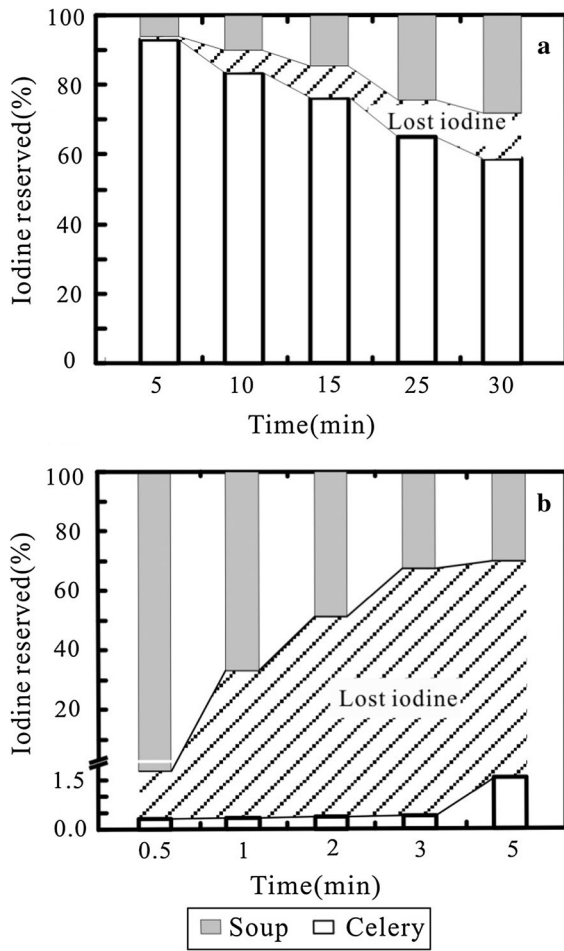 100
a
80
Lost iodine
60
40
20
0
Iodine reserved(%)
5 10 15 25 30
Time(min)
100
b
80
60
40
Lost iodine
20
1.5
0.0
Iodine reserved(%)
0.5 1 2 3 5
Time(min)
Soup Celery